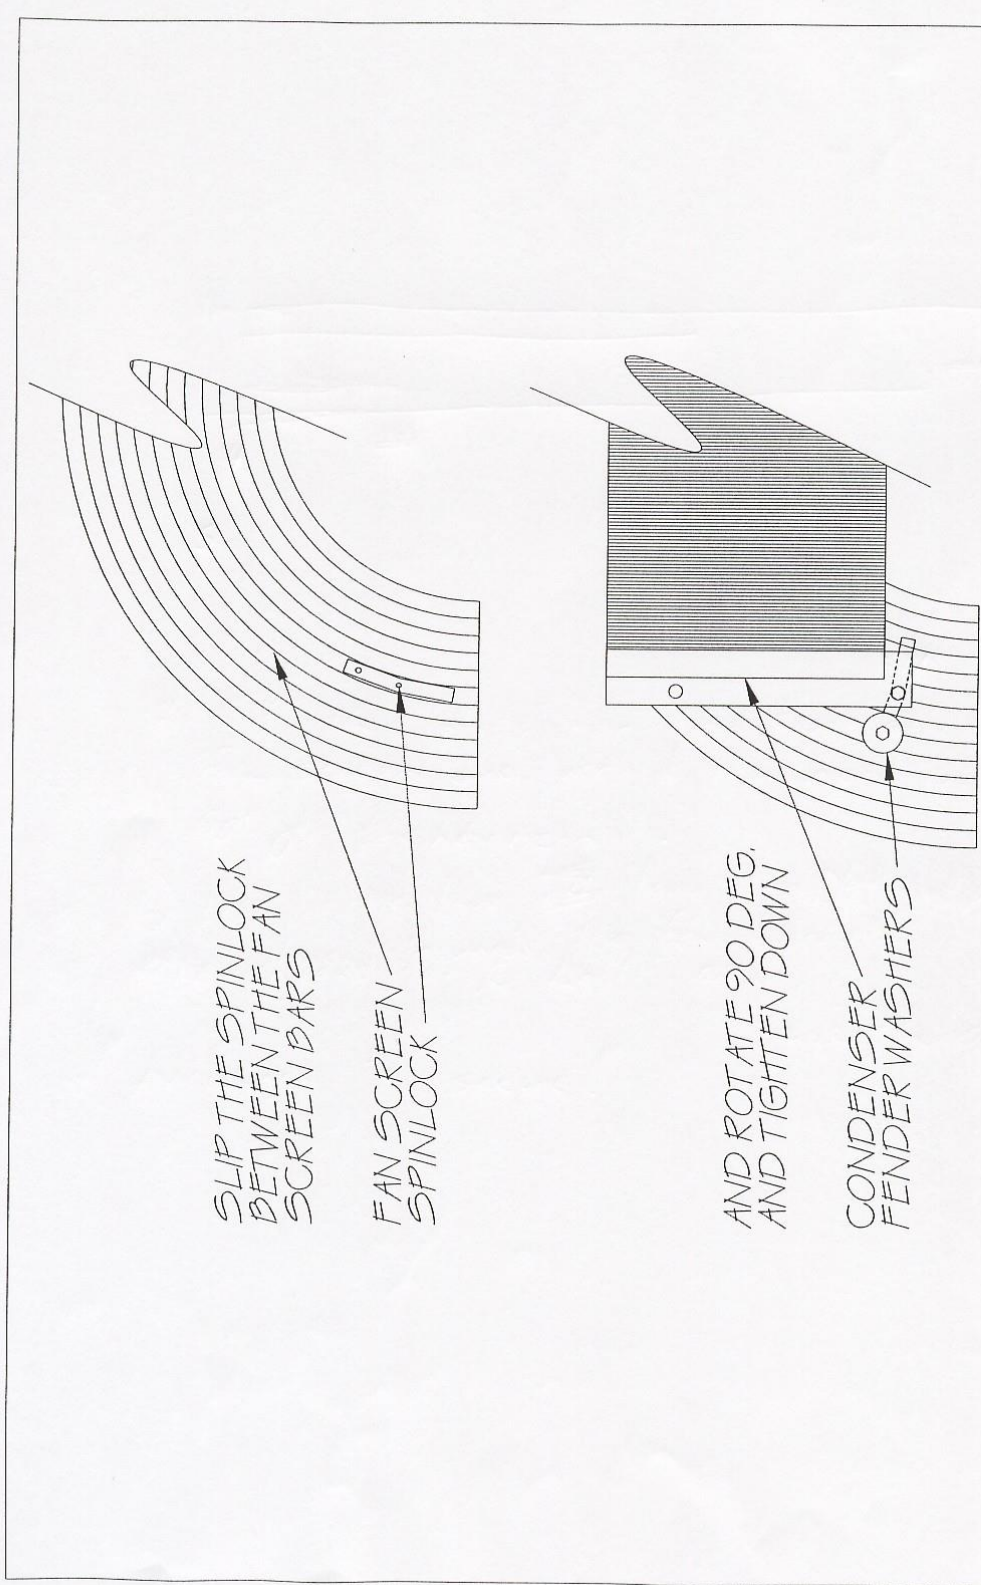 SLIP THE SPINLOCK
BETWEEN THE FAN
SCREEN BARS
FAN SCREEN
SPINLOCK
AND ROTATE 90 DEG.
AND TIGHTEN DOWN
CONDENSER
FENDER WASHERS